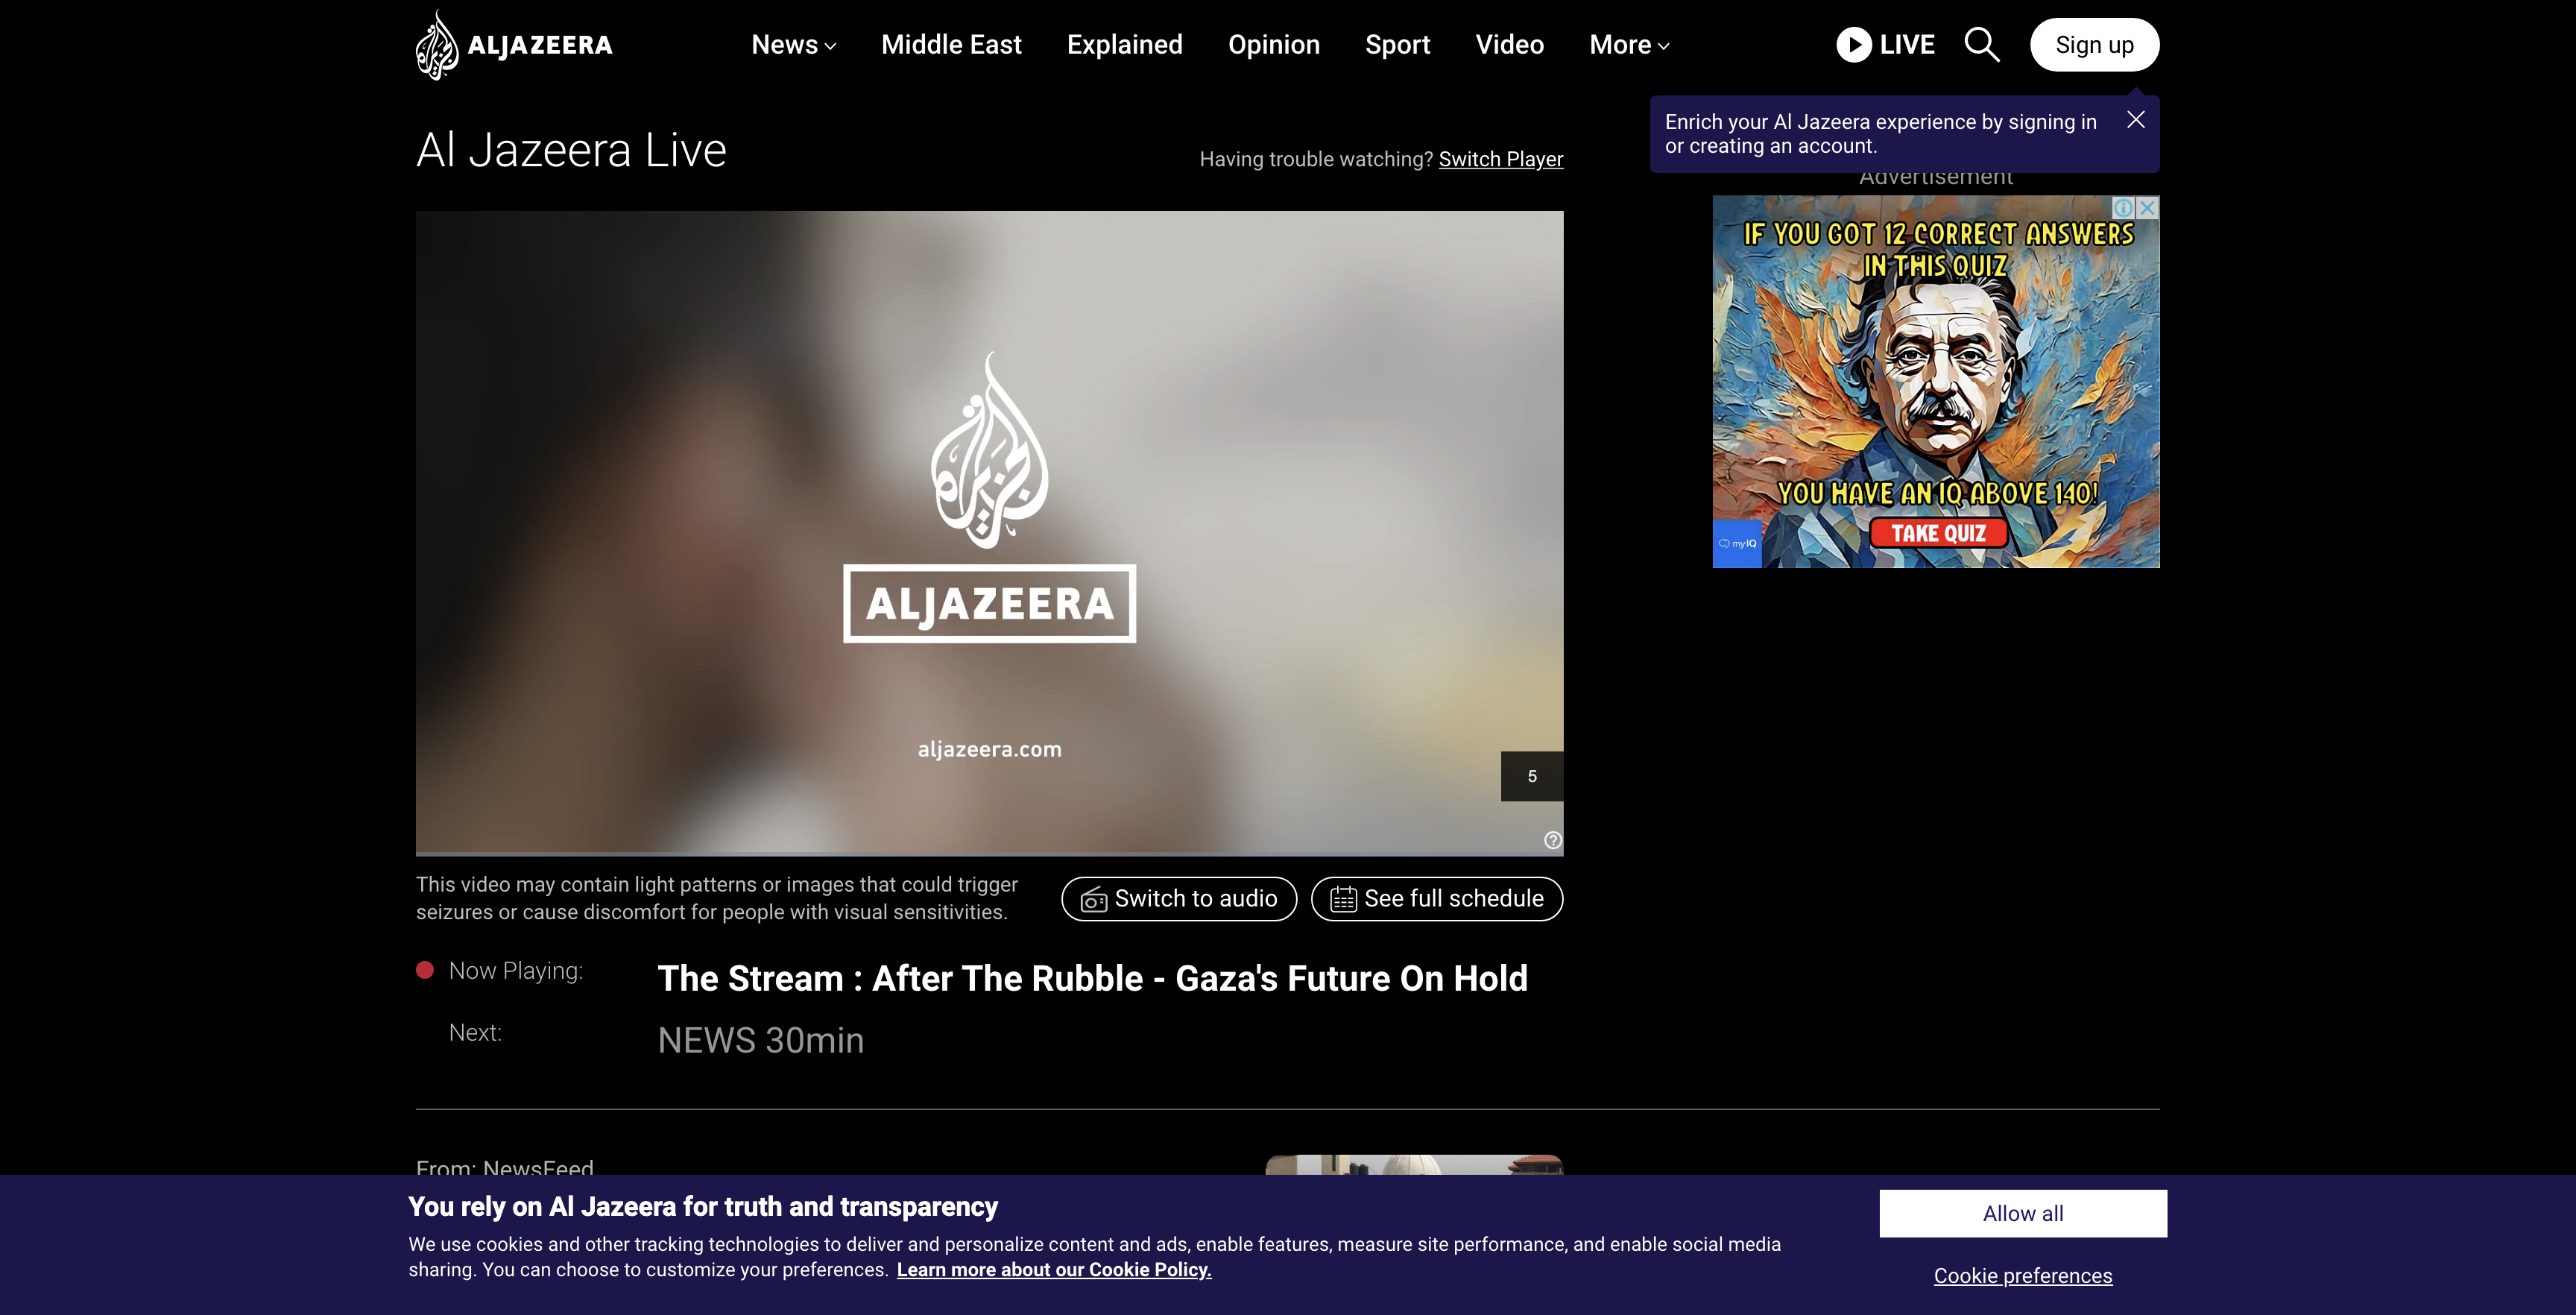 ALJAZEERA
News
Middle East
Explained
Opinion
Sport
Video
More
LIVE
Sign up
Enrich your Al Jazeera experience by signing in
or creating an account.
Al Jazeera Live
Having trouble watching? Switch Player
Advertisement
IF YOU GOT 12 CORRECT ANSWERS
IN THIS QUIZ
YOU HAVE AN IQ ABOVE 140!
TAKE QUIZ
myIQ
الجزيرة
ALJAZEERA
aljazeera.com
5
This video may contain light patterns or images that could trigger
seizures or cause discomfort for people with visual sensitivities.
Switch to audio
See full schedule
Now Playing:
The Stream : After The Rubble - Gaza's Future On Hold
Next:
NEWS 30min
From: NewsFeed
You rely on Al Jazeera for truth and transparency
We use cookies and other tracking technologies to deliver and personalize content and ads, enable features, measure site performance, and enable social media
sharing. You can choose to customize your preferences. Learn more about our Cookie Policy.
Allow all
Cookie preferences